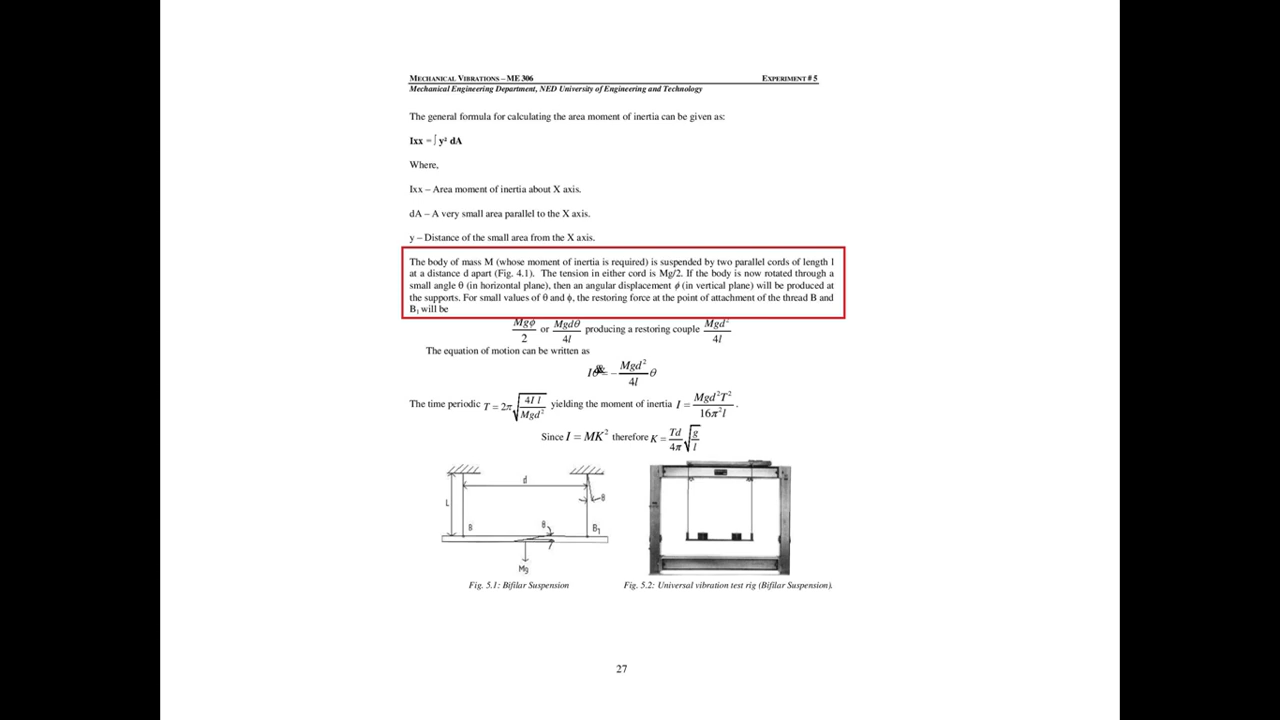 MECHANICAL VIBRATIONS – ME 306 EXPERIMENT # 5
Mechanical Engineering Department, NED University of Engineering and Technology
The general formula for calculating the area moment of inertia can be given as:
Ixx = ∫ y² dA
Where,
Ixx – Area moment of inertia about X axis.
dA – A very small area parallel to the X axis.
y – Distance of the small area from the X axis.
The body of mass M (whose moment of inertia is required) is suspended by two parallel cords of length l
at a distance d apart (Fig. 4.1). The tension in either cord is Mg/2. If the body is now rotated through a
small angle θ (in horizontal plane), then an angular displacement ϕ (in vertical plane) will be produced at
the supports. For small values of θ and ϕ, the restoring force at the point of attachment of the thread B and
B₁ will be
Mgϕ/2 or Mgdθ/4l producing a restoring couple Mgd²/4l
The equation of motion can be written as
Iθ = − Mgd²/4l θ
The time periodic T = 2π √(4I l/Mgd²) yielding the moment of inertia I = Mgd²T²/16π²l .
Since I = MK² therefore K = Td/4π √(g/l)
d
L
θ
B
θ
B₁
Mg
Fig. 5.1: Bifilar Suspension
Fig. 5.2: Universal vibration test rig (Bifilar Suspension).
27